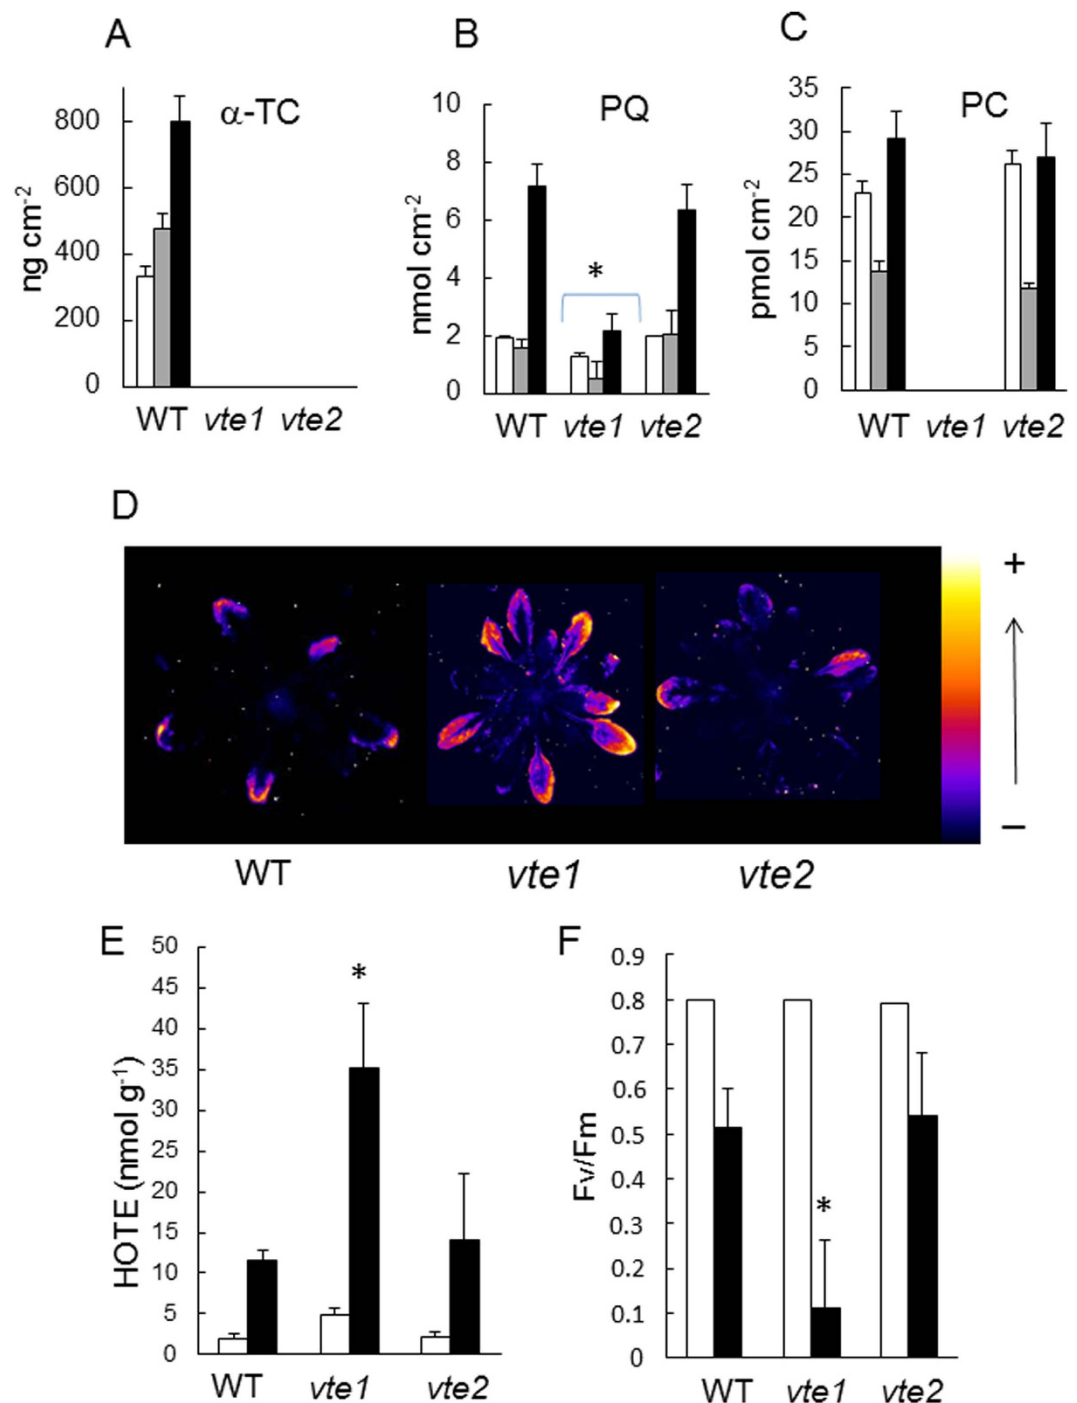 A
α-TC
ng cm-2
800
600
400
200
0
WT vte1 vte2
B
PQ
nmol cm-2
10
8
6
4
2
0
*
WT vte1 vte2
C
PC
pmol cm-2
35
30
25
20
15
10
5
0
WT vte1 vte2
D
+
–
WT vte1 vte2
E
HOTE (nmol g-1)
50
45
40
35
30
25
20
15
10
5
0
*
WT vte1 vte2
F
Fv/Fm
0.9
0.8
0.7
0.6
0.5
0.4
0.3
0.2
0.1
0
*
WT vte1 vte2